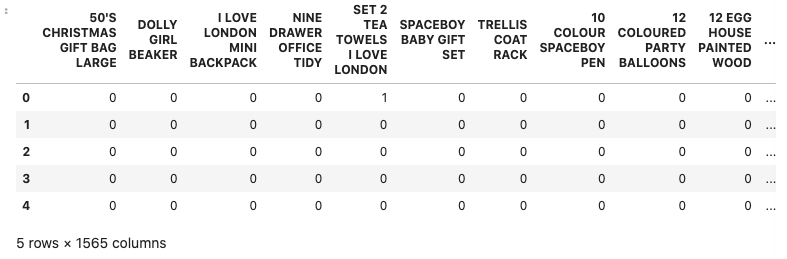 50'S CHRISTMAS GIFT BAG LARGE DOLLY GIRL BEAKER I LOVE LONDON MINI BACKPACK NINE DRAWER OFFICE TIDY SET 2 TEA TOWELS I LOVE LONDON SPACEBOY BABY GIFT SET TRELLIS COAT RACK 10 COLOUR SPACEBOY PEN 12 COLOURED PARTY BALLOONS 12 EGG HOUSE PAINTED WOOD ...
0 0 0 0 0 1 0 0 0 0 0 ...
1 0 0 0 0 0 0 0 0 0 0 ...
2 0 0 0 0 0 0 0 0 0 0 ...
3 0 0 0 0 0 0 0 0 0 0 ...
4 0 0 0 0 0 0 0 0 0 0 ...
5 rows × 1565 columns